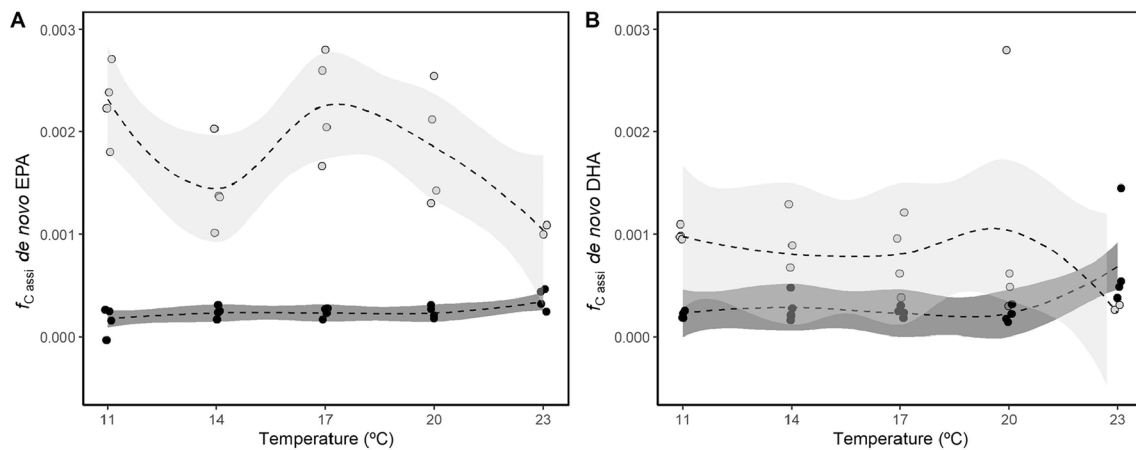 A
0.003
0.002
0.001
0.000
f C assi de novo EPA
11 14 17 20 23
Temperature (ºC)
B
0.003
0.002
0.001
0.000
f C assi de novo DHA
11 14 17 20 23
Temperature (ºC)